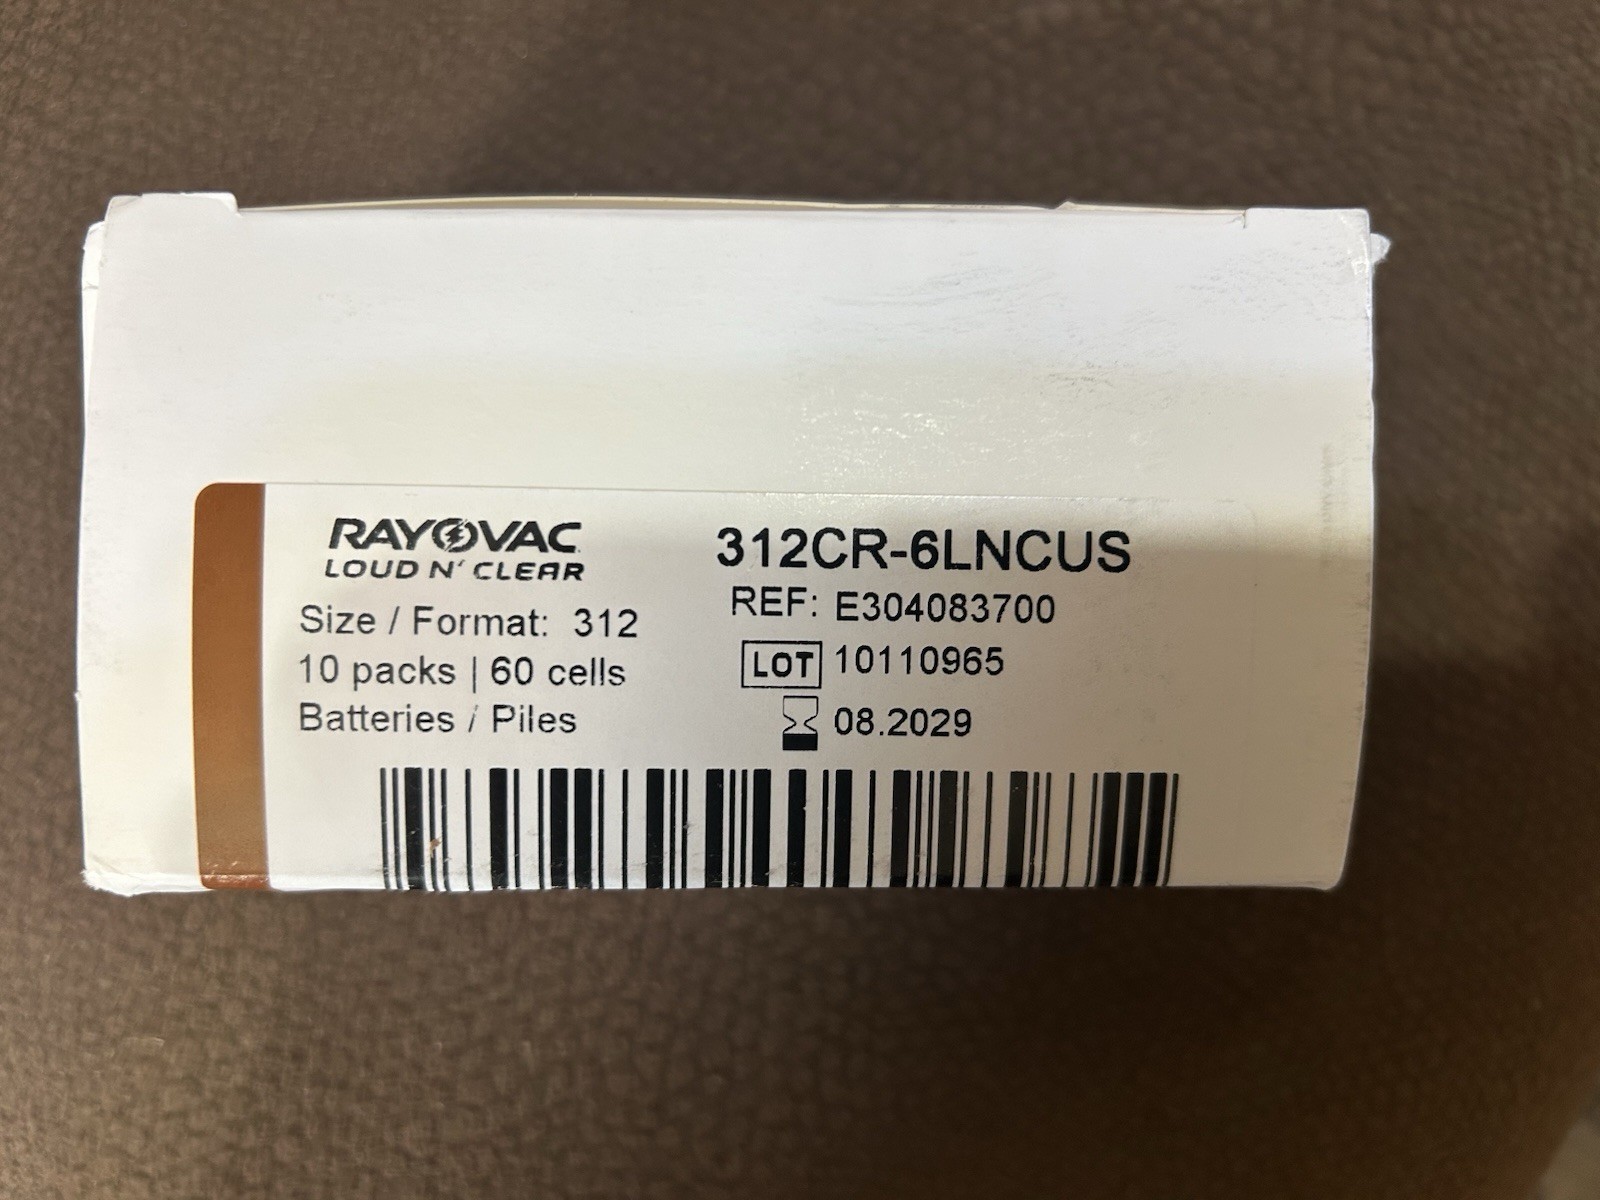 RAYOVAC
LOUD N' CLEAR
Size / Format: 312
10 packs | 60 cells
Batteries / Piles
312CR-6LNCUS
REF: E304083700
LOT 10110965
08.2029